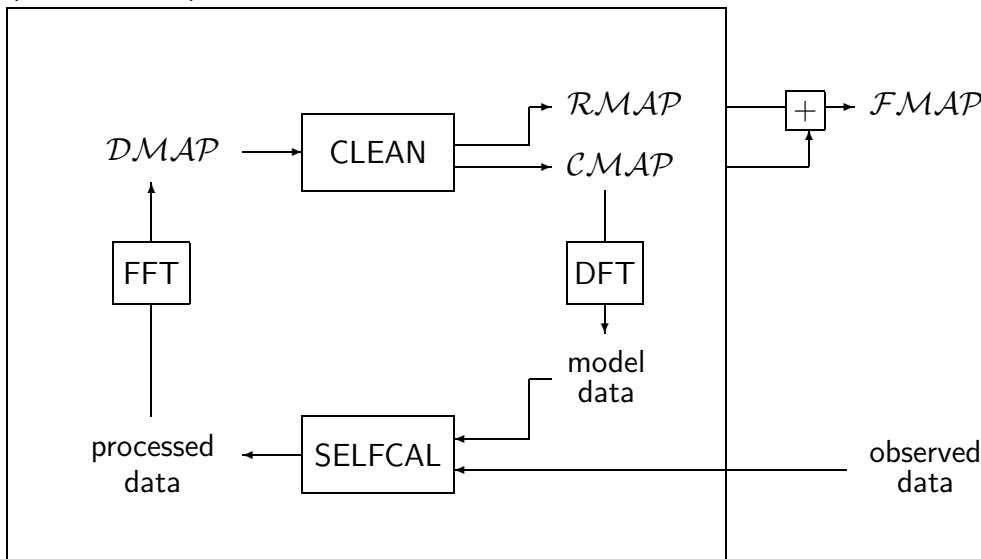 RMAP
+
FMAP
DMAP
CLEAN
CMAP
FFT
DFT
model
data
processed
data
SELFCAL
observed
data